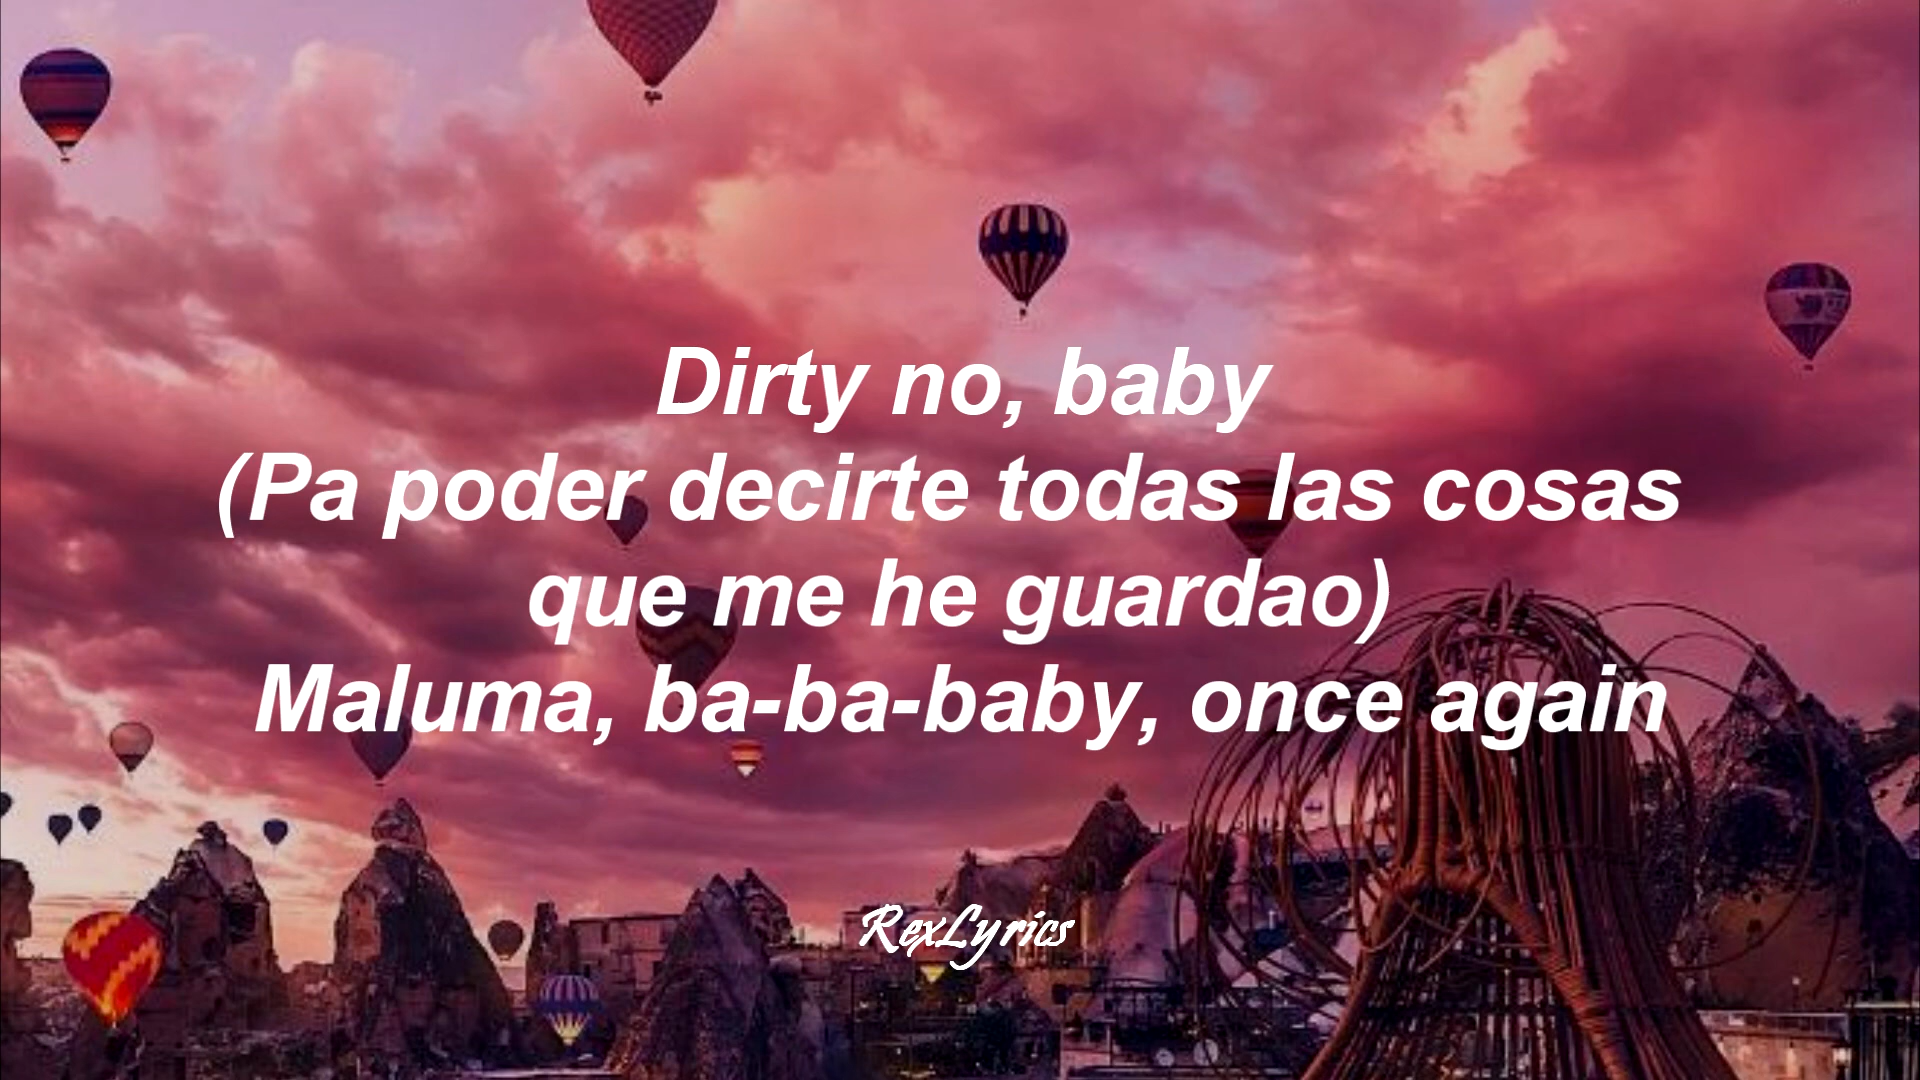 Dirty no, baby
(Pa poder decirte todas las cosas
que me he guardao)
Maluma, ba-ba-baby, once again
RexLyrics